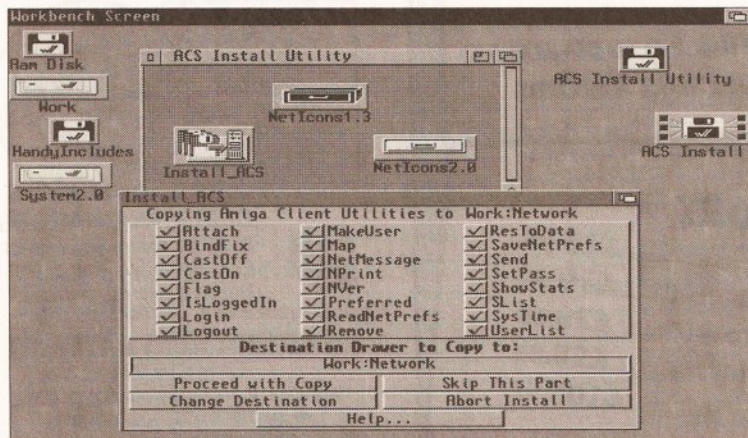 Workbench Screen
Ram Disk
Work
HandyIncludes
System2.0
ACS Install Utility
NetIcons1.3
Install_ACS
NetIcons2.0
ACS Install Utility
ACS Install
Install_ACS
Copying Amiga Client Utilities to Work:Network
Attach MakeUser ResToData
BindFix Map SaveNetPrefs
CastOff NetMessage Send
CastOn NPrint SetPass
Flag NVer ShowStats
IsLoggedIn Preferred SList
Login ReadNetPrefs SysTime
Logout Remove UserList
Destination Drawer to Copy to:
Work:Network
Proceed with Copy Skip This Part
Change Destination Abort Install
Help...